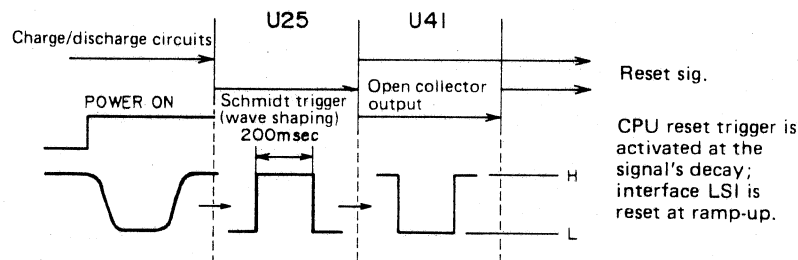 U25
U41
Charge/discharge circuits
POWER ON
Schmidt trigger
(wave shaping)
200msec
Open collector
output
H
L
Reset sig.
CPU reset trigger is
activated at the
signal's decay;
interface LSI is
reset at ramp-up.